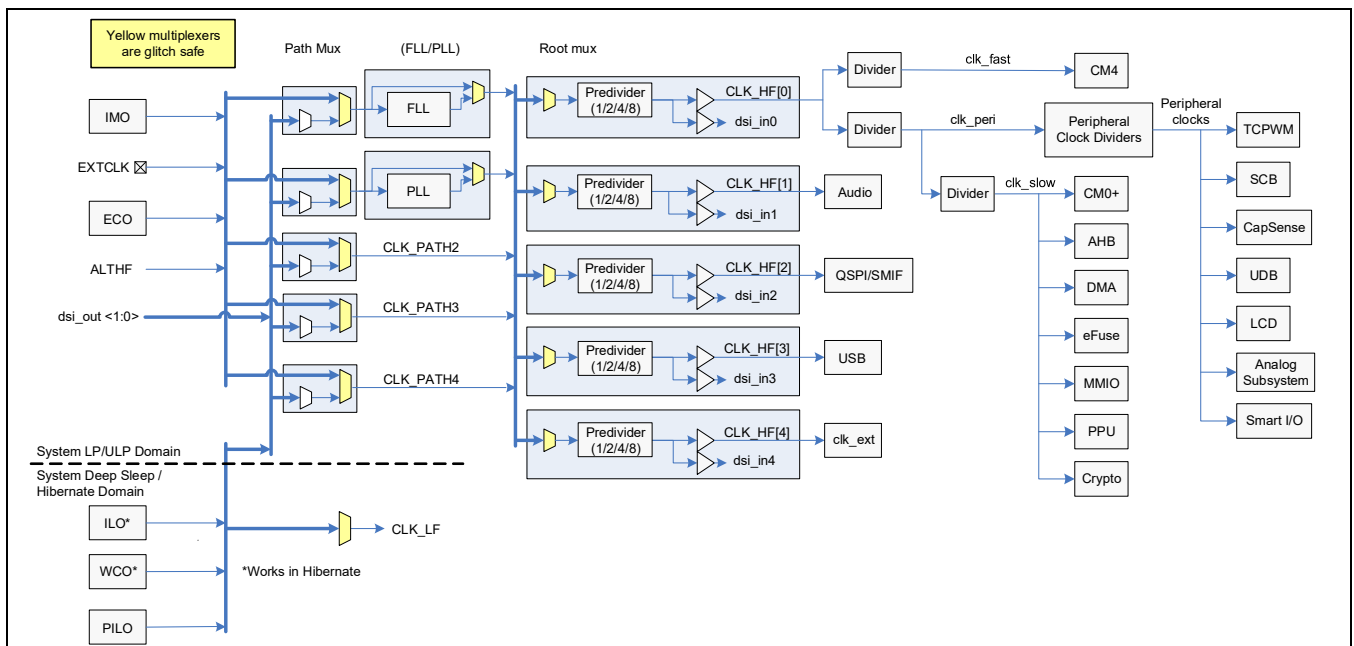 Yellow multiplexers
are glitch safe
Path Mux
(FLL/PLL)
Root mux
IMO
EXTCLK
ECO
ALTHF
dsi_out <1:0>
FLL
PLL
CLK_PATH2
CLK_PATH3
CLK_PATH4
Predivider
(1/2/4/8)
CLK_HF[0]
dsi_in0
Predivider
(1/2/4/8)
CLK_HF[1]
dsi_in1
Audio
Predivider
(1/2/4/8)
CLK_HF[2]
dsi_in2
QSPI/SMIF
Predivider
(1/2/4/8)
CLK_HF[3]
dsi_in3
USB
Predivider
(1/2/4/8)
CLK_HF[4]
dsi_in4
clk_ext
Divider
clk_fast
CM4
Divider
clk_peri
Peripheral
Clock Dividers
Peripheral
clocks
Divider
clk_slow
CM0+
AHB
DMA
eFuse
MMIO
PPU
Crypto
TCPWM
SCB
CapSense
UDB
LCD
Analog
Subsystem
Smart I/O
System LP/ULP Domain
System Deep Sleep /
Hibernate Domain
ILO*
WCO*
PILO
CLK_LF
*Works in Hibernate